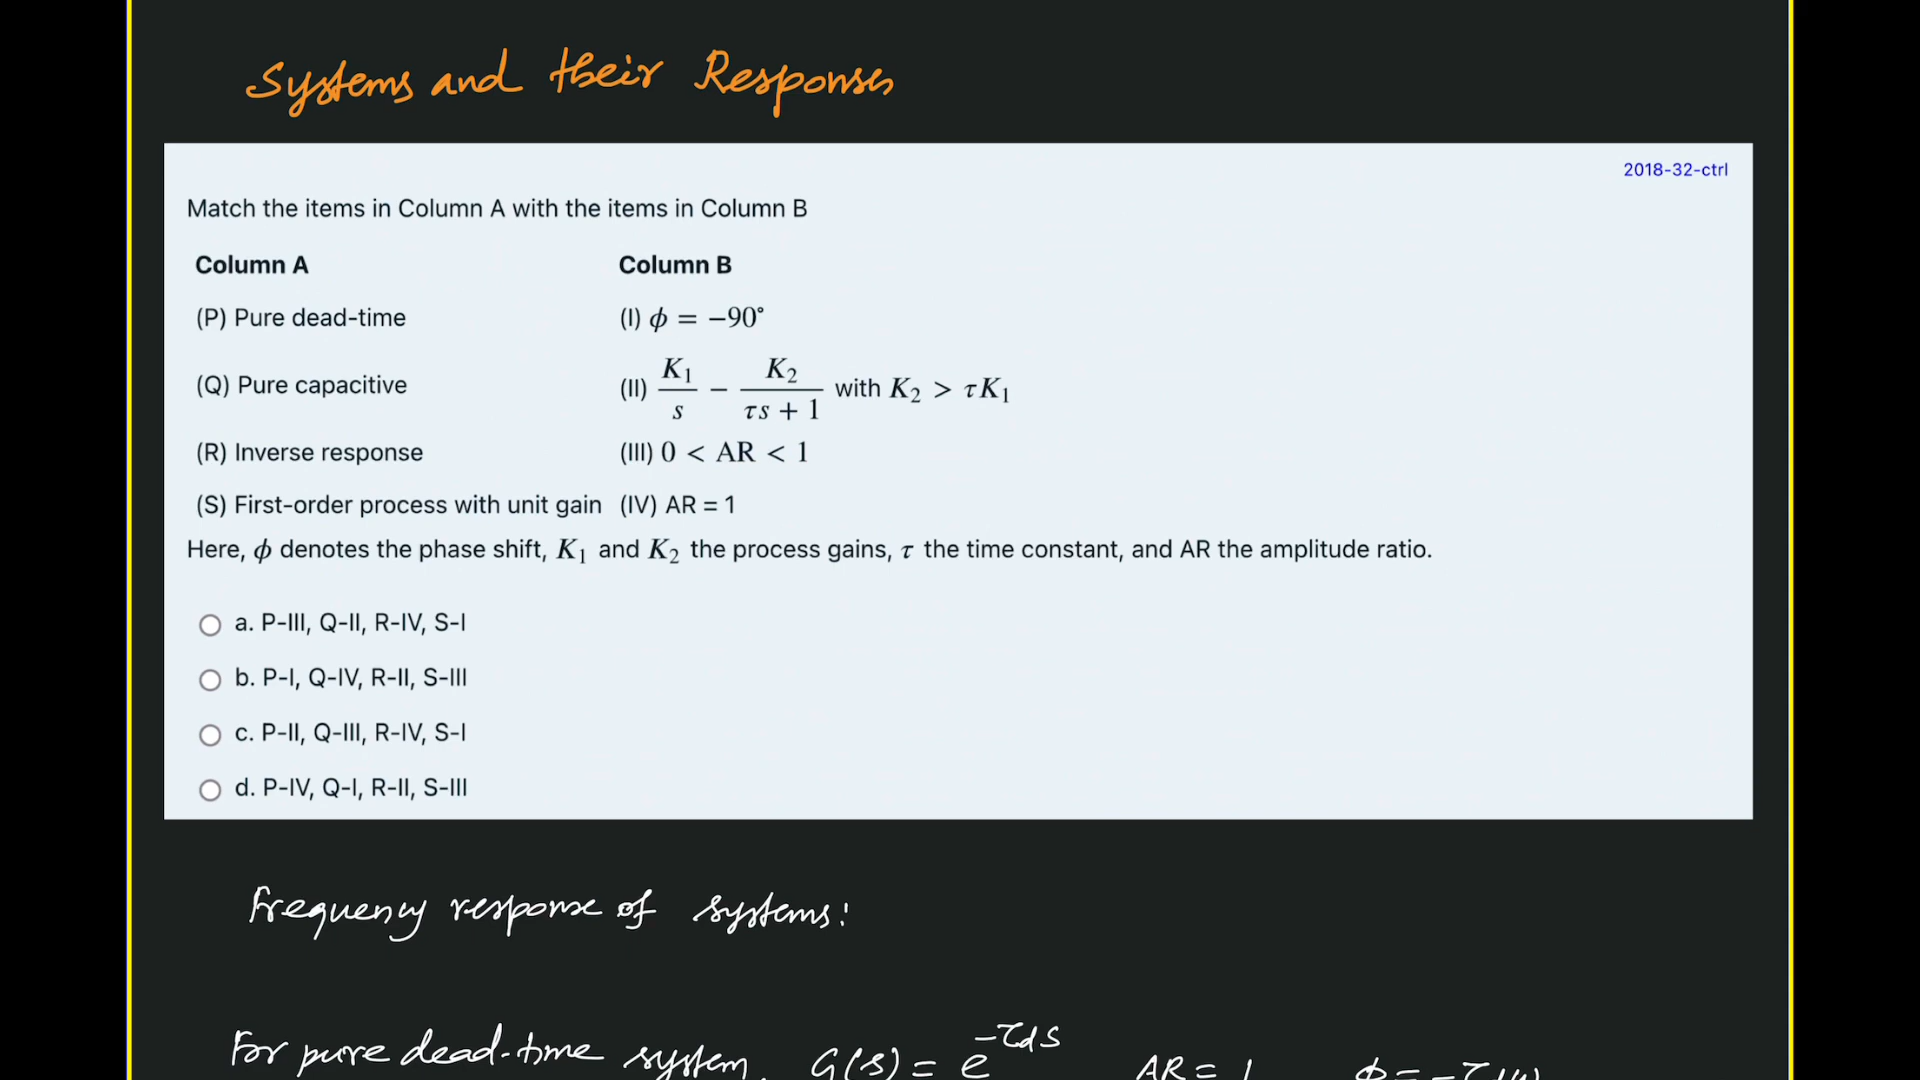 Systems and their Responses
2018-32-ctrl
Match the items in Column A with the items in Column B
Column A Column B
(P) Pure dead-time (I) ϕ = −90°
(Q) Pure capacitive (II) K₁/s − K₂/(τs + 1) with K₂ > τK₁
(R) Inverse response (III) 0 < AR < 1
(S) First-order process with unit gain (IV) AR = 1
Here, ϕ denotes the phase shift, K₁ and K₂ the process gains, τ the time constant, and AR the amplitude ratio.
a. P-III, Q-II, R-IV, S-I
b. P-I, Q-IV, R-II, S-III
c. P-II, Q-III, R-IV, S-I
d. P-IV, Q-I, R-II, S-III
Frequency response of systems:
For pure dead-time system, G(s) = e^(−τds) AR = 1 ϕ = −τ